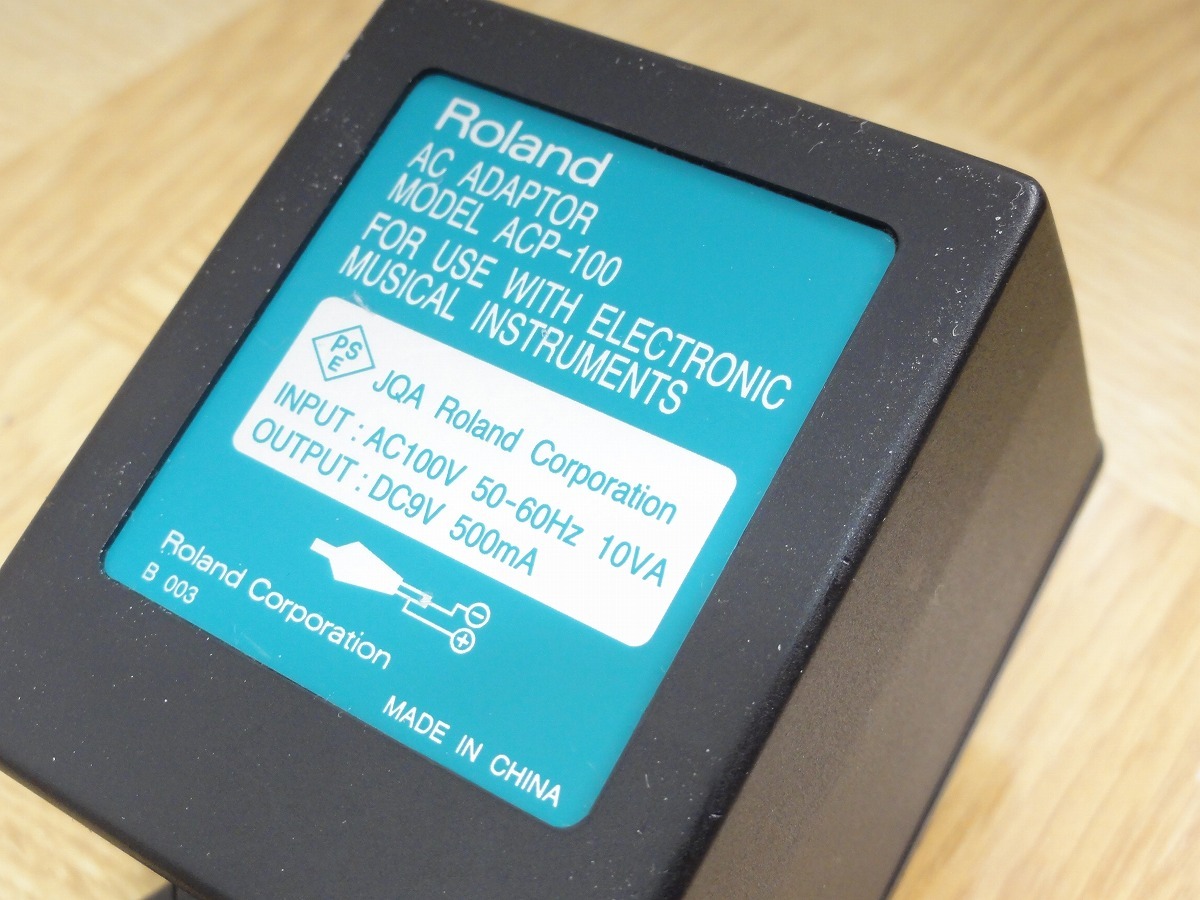 Roland
AC ADAPTOR
MODEL ACP-100
FOR USE WITH ELECTRONIC
MUSICAL INSTRUMENTS
PSE
JQA Roland Corporation
INPUT : AC100V 50-60Hz 10VA
OUTPUT : DC9V 500mA
Roland Corporation
B 003
MADE IN CHINA